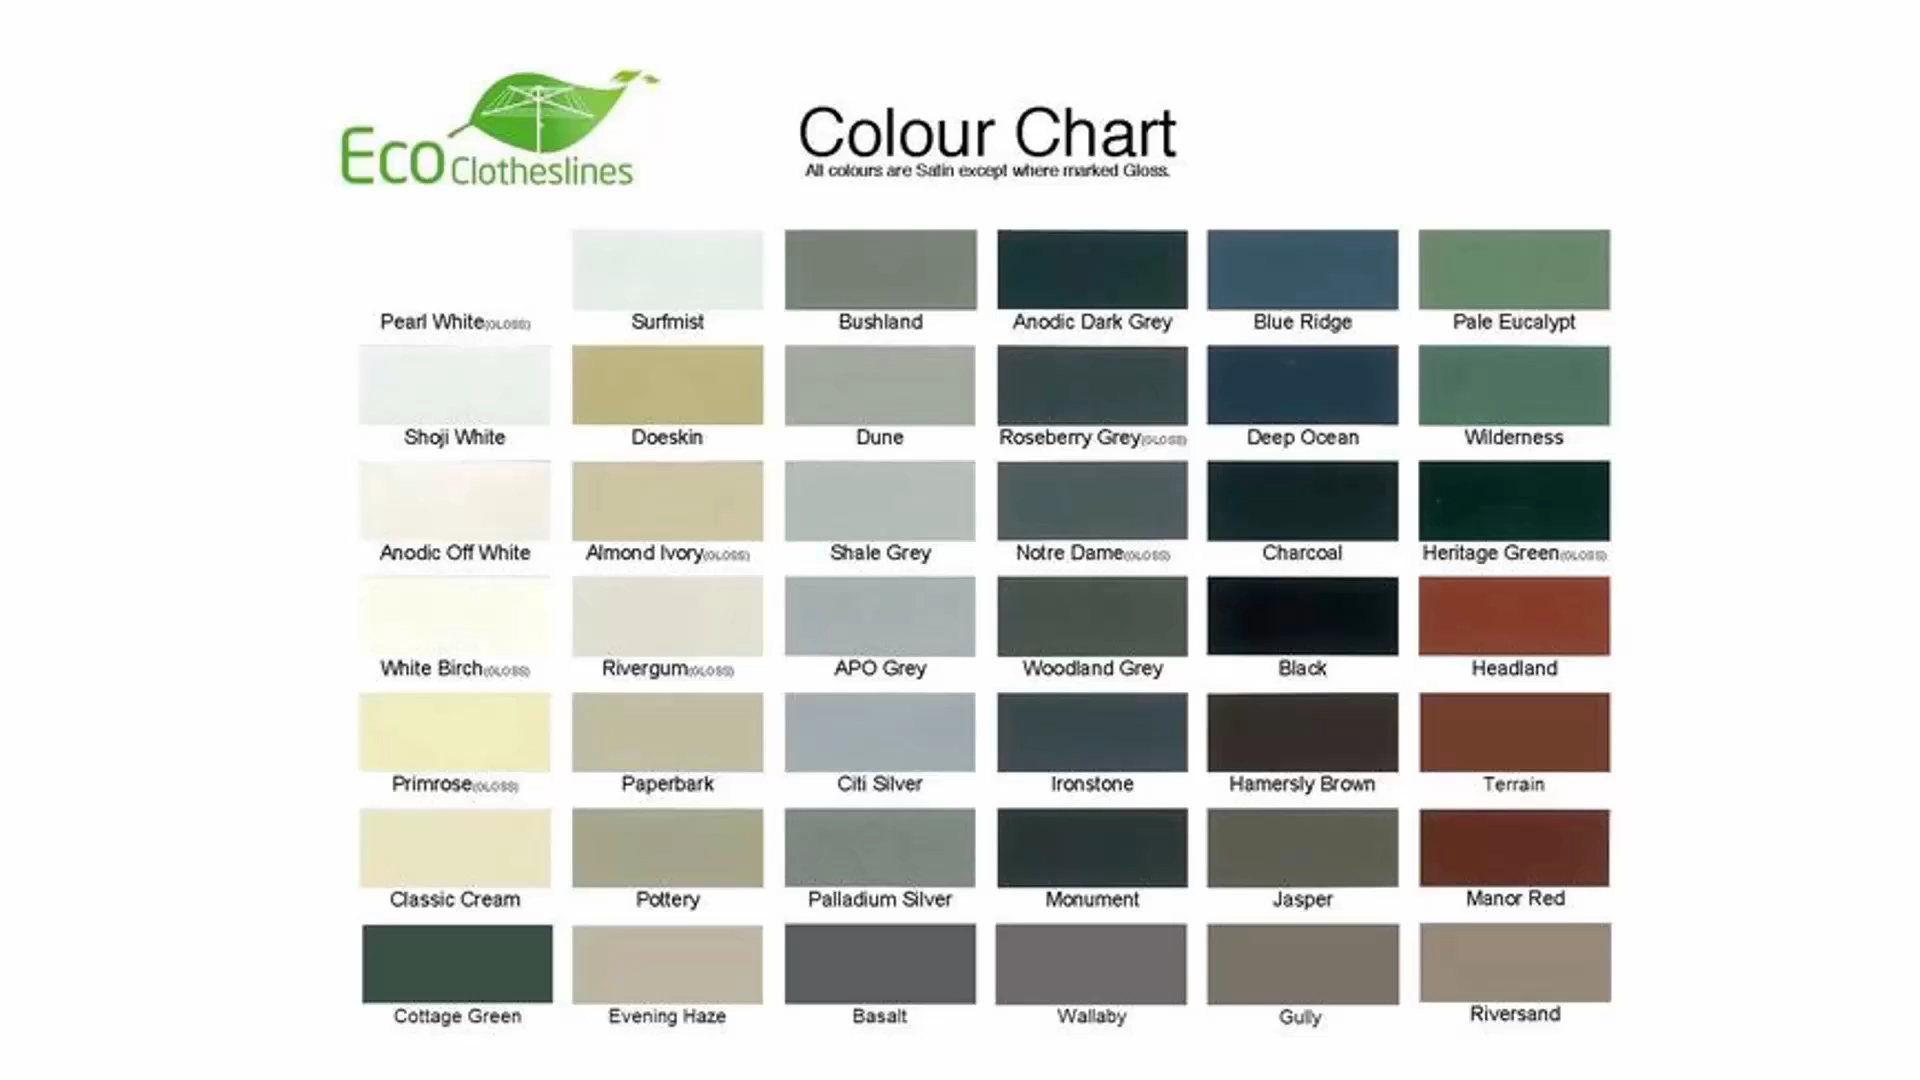 Eco Clotheslines
Colour Chart
All colours are Satin except where marked Gloss.
Pearl White(GLOSS) Surfmist Bushland Anodic Dark Grey Blue Ridge Pale Eucalypt
Shoji White Doeskin Dune Roseberry Grey(GLOSS) Deep Ocean Wilderness
Anodic Off White Almond Ivory(GLOSS) Shale Grey Notre Dame(GLOSS) Charcoal Heritage Green(GLOSS)
White Birch(GLOSS) Rivergum(GLOSS) APO Grey Woodland Grey Black Headland
Primrose(GLOSS) Paperbark Citi Silver Ironstone Hamersly Brown Terrain
Classic Cream Pottery Palladium Silver Monument Jasper Manor Red
Cottage Green Evening Haze Basalt Wallaby Gully Riversand